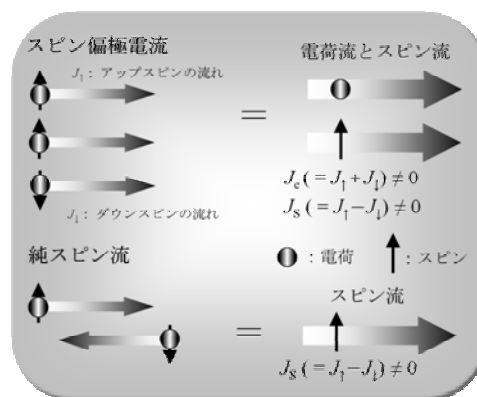 スピン偏極電流
J↑: アップスピンの流れ
J↓: ダウンスピンの流れ
=
電荷流とスピン流
Jc(=J↑+J↓)≠0
JS(=J↑−J↓)≠0
:電荷
:スピン
純スピン流
=
スピン流
JS(=J↑−J↓)≠0